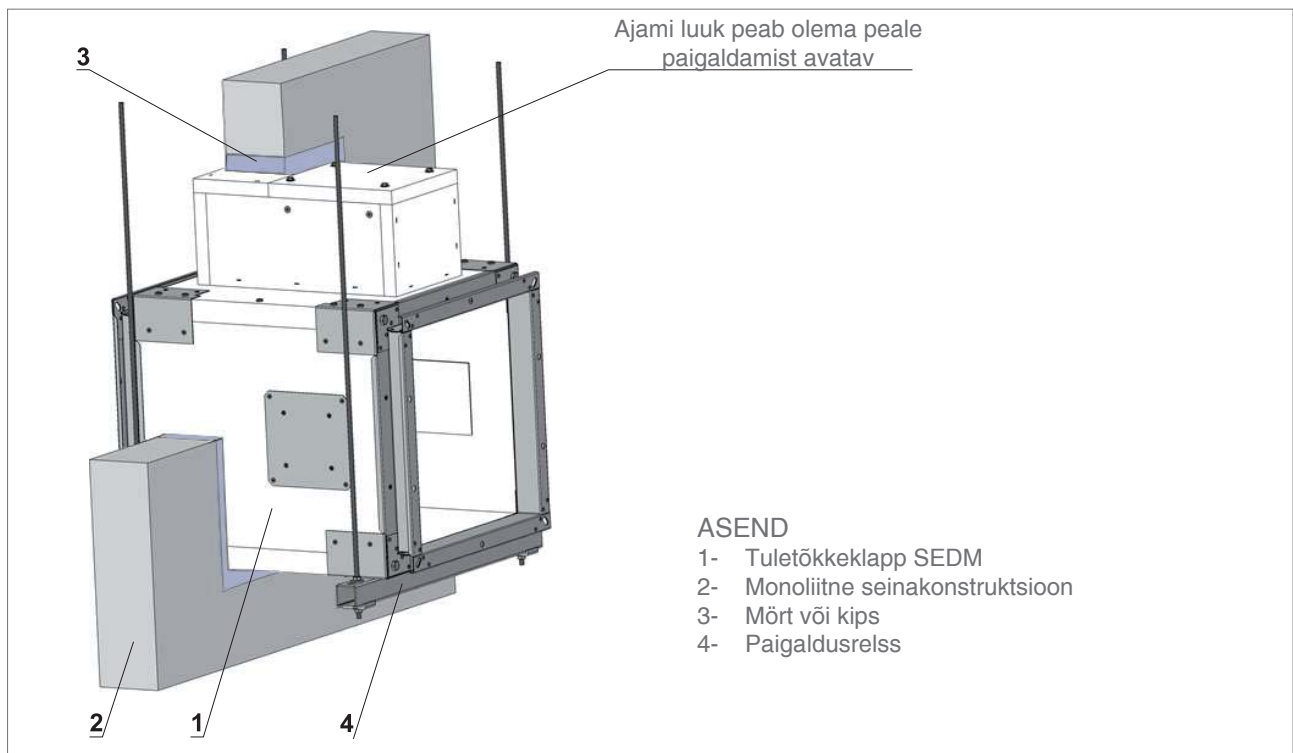 Ajami luuk peab olema peale
paigaldamist avatav
3
ASEND
1- Tuletõkkeklapp SEDM
2- Monoliitne seinakonstruktsioon
3- Mört või kips
4- Paigaldusrelss
2
1
4